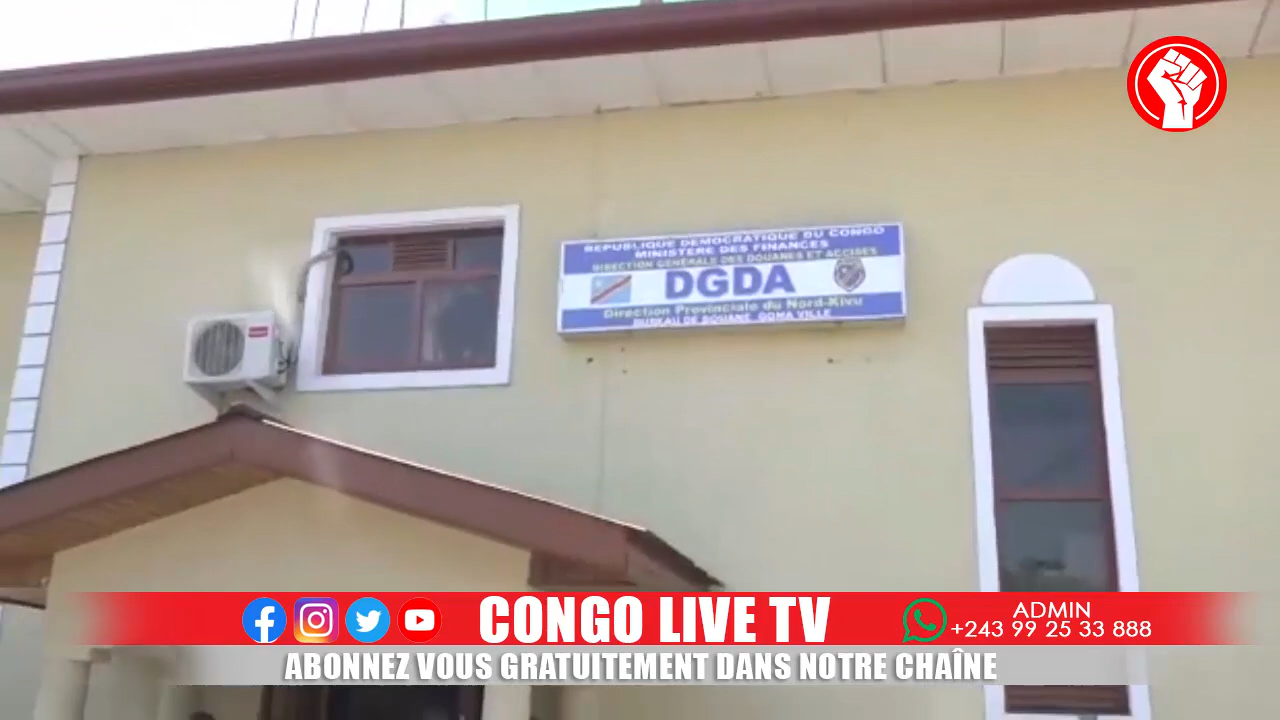 REPUBLIQUE DEMOCRATIQUE DU CONGO
MINISTERE DES FINANCES
DIRECTION GENERALE DES DOUANES ET ACCISES
DGDA
Direction Provinciale du Nord-Kivu
BUREAU DE DOUANE GOMA VILLE
CONGO LIVE TV
ADMIN
+243 99 25 33 888
ABONNEZ VOUS GRATUITEMENT DANS NOTRE CHAÎNE